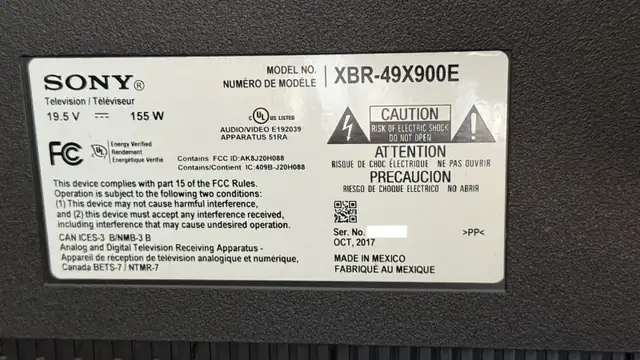 SONY®
Television / Téléviseur
19.5 V ⎓ 155 W
MODEL NO.
NUMÉRO DE MODÈLE
XBR-49X900E
c UL US LISTED
AUDIO/VIDEO E192039
APPARATUS 51RA
FC
UL
Energy Verified
Rendement
Énergétique Vérifié
Contains FCC ID:AK8J20H088
Contains/Contient IC:409B-J20H088
This device complies with part 15 of the FCC Rules.
Operation is subject to the following two conditions:
(1) This device may not cause harmful interference,
and (2) this device must accept any interference received,
including interference that may cause undesired operation.
CAN ICES-3 B/NMB-3 B
Analog and Digital Television Receiving Apparatus -
Appareil de réception de télévision analogique et numérique,
Canada BETS-7 / NTMR-7
CAUTION
RISK OF ELECTRIC SHOCK
DO NOT OPEN
ATTENTION
RISQUE DE CHOC ÉLECTRIQUE NE PAS OUVRIR
PRECAUCION
RIESGO DE CHOQUE ELECTRICO NO ABRIR
Ser. No.
OCT, 2017
>PP<
MADE IN MEXICO
FABRIQUÉ AU MEXIQUE